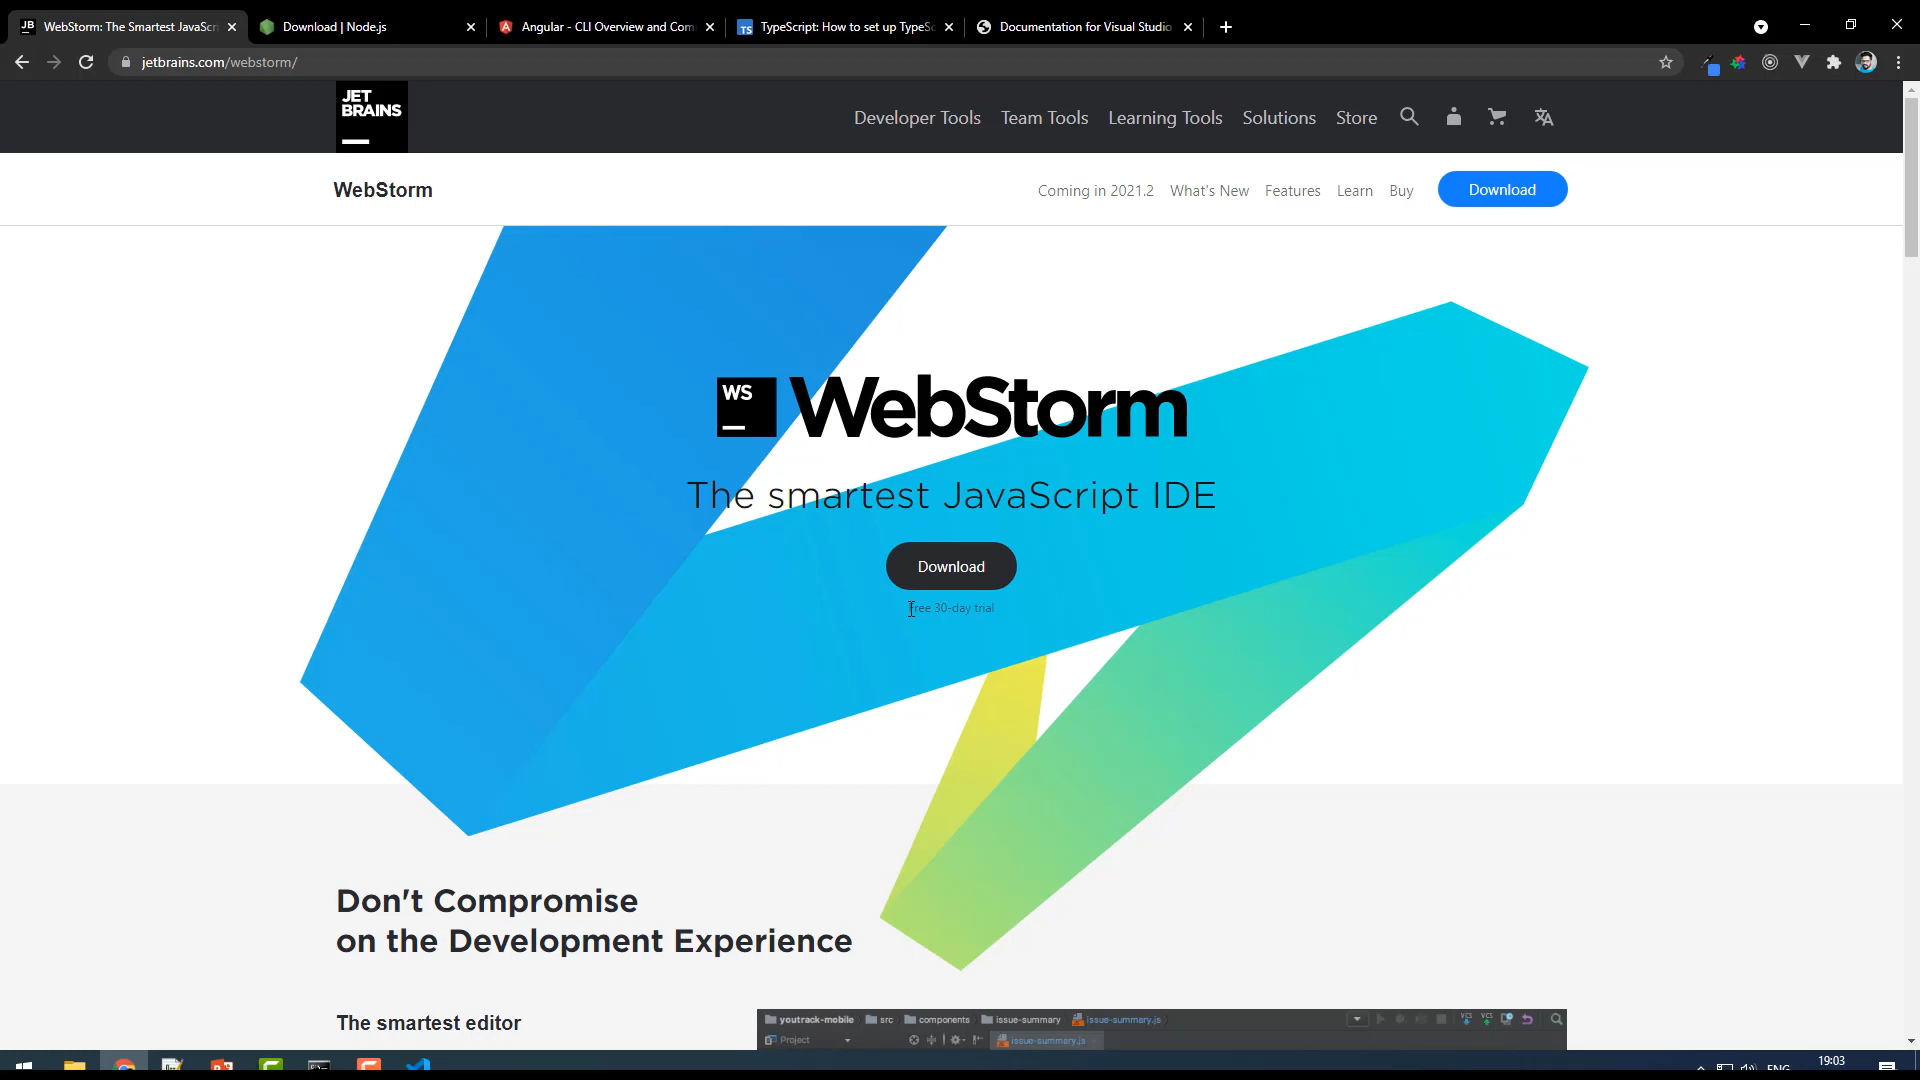 WebStorm: The Smartest JavaScri
Download | Node.js
Angular - CLI Overview and Com
TypeScript: How to set up TypeSc
Documentation for Visual Studio
jetbrains.com/webstorm/
JET
BRAINS
Developer Tools
Team Tools
Learning Tools
Solutions
Store
WebStorm
Coming in 2021.2
What's New
Features
Learn
Buy
Download
WS
WebStorm
The smartest JavaScript IDE
Download
Free 30-day trial
Don't Compromise
on the Development Experience
The smartest editor
youtrack-mobile
src
components
issue-summary
issue-summary.js
VCS
VCS
Project
issue-summary.js
ENG
19:03